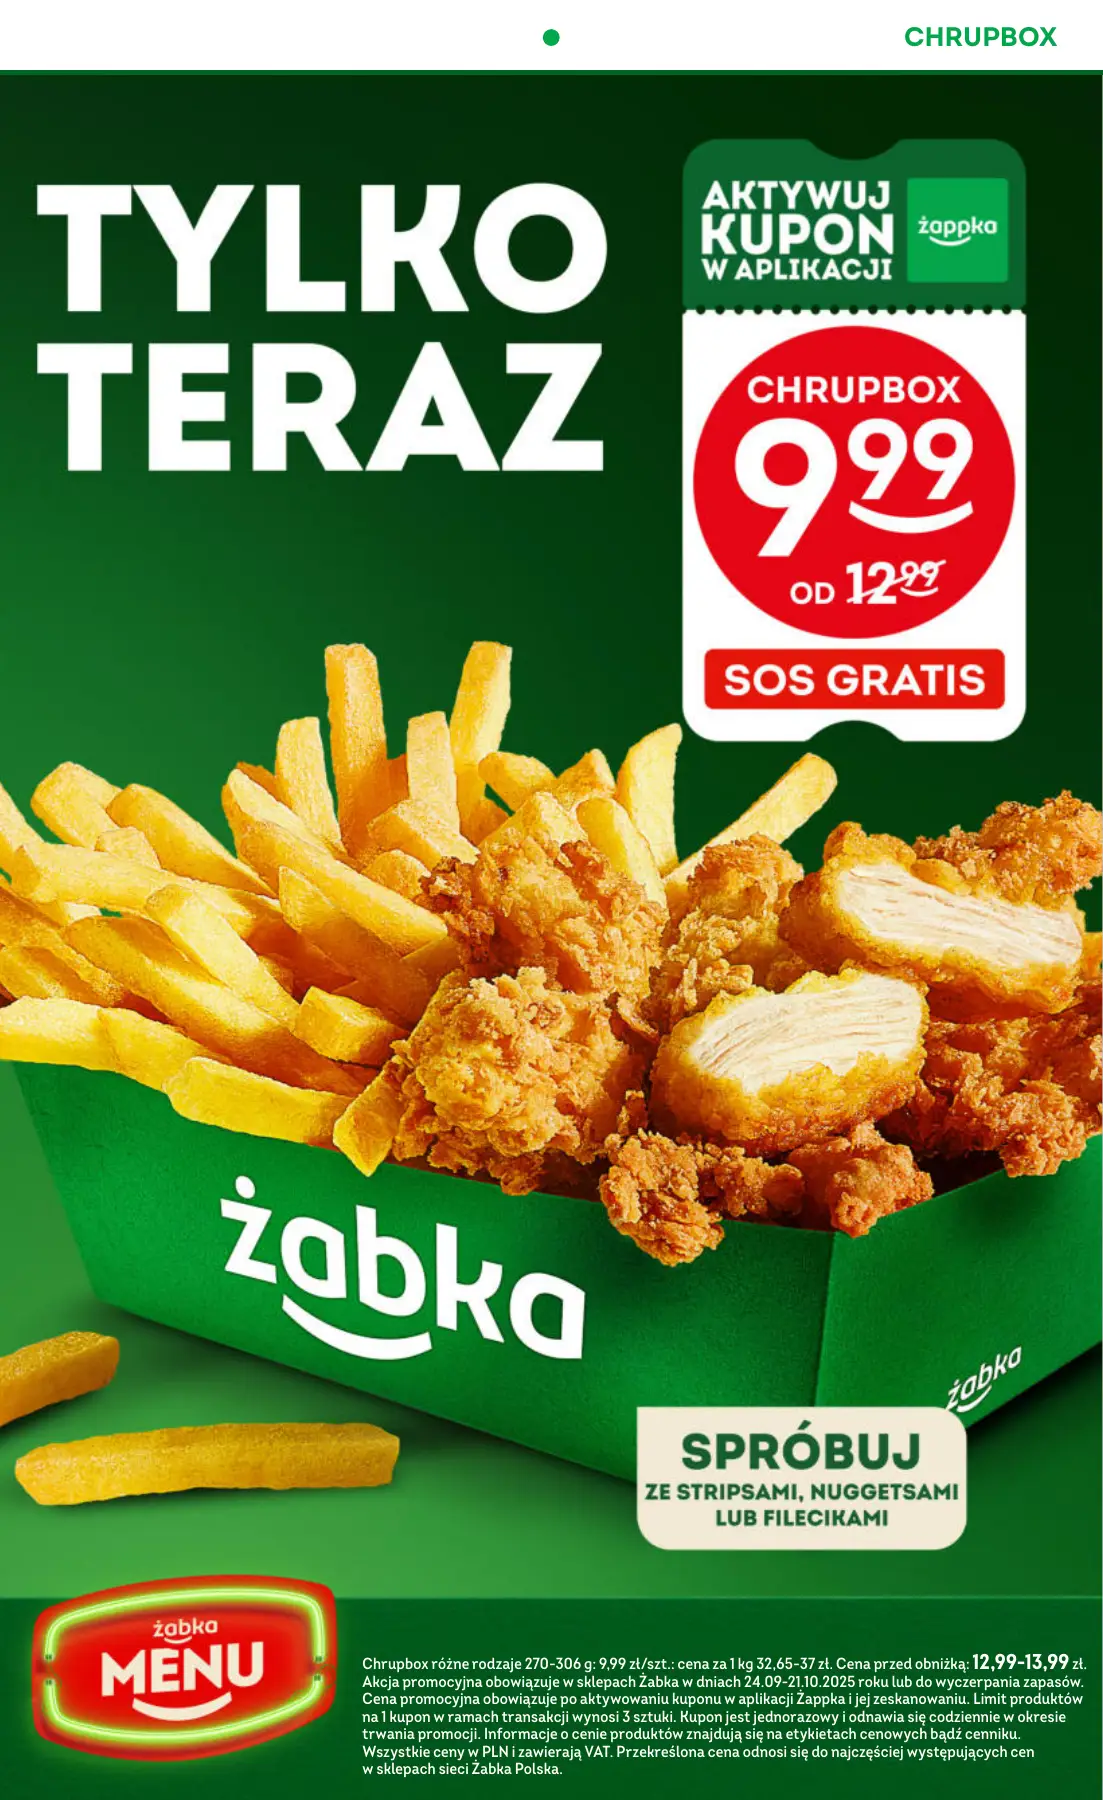 CHRUPBOX
TYLKO
TERAZ
AKTYWUJ
KUPON
W APLIKACJI
żappka
CHRUPBOX
9 99
OD 12 99
SOS GRATIS
żabka
żabka
SPRÓBUJ
ZE STRIPSAMI, NUGGETSAMI
LUB FILECIKAMI
żabka
MENU
Chrupbox różne rodzaje 270-306 g: 9,99 zł/szt.: cena za 1 kg 32,65-37 zł. Cena przed obniżką: 12,99-13,99 zł.
Akcja promocyjna obowiązuje w sklepach Żabka w dniach 24.09-21.10.2025 roku lub do wyczerpania zapasów.
Cena promocyjna obowiązuje po aktywowaniu kuponu w aplikacji Żappka i jej zeskanowaniu. Limit produktów
na 1 kupon w ramach transakcji wynosi 3 sztuki. Kupon jest jednorazowy i odnawia się codziennie w okresie
trwania promocji. Informacje o cenie produktów znajdują się na etykietach cenowych bądź cenniku.
Wszystkie ceny w PLN i zawierają VAT. Przekreślona cena odnosi się do najczęściej występujących cen
w sklepach sieci Żabka Polska.